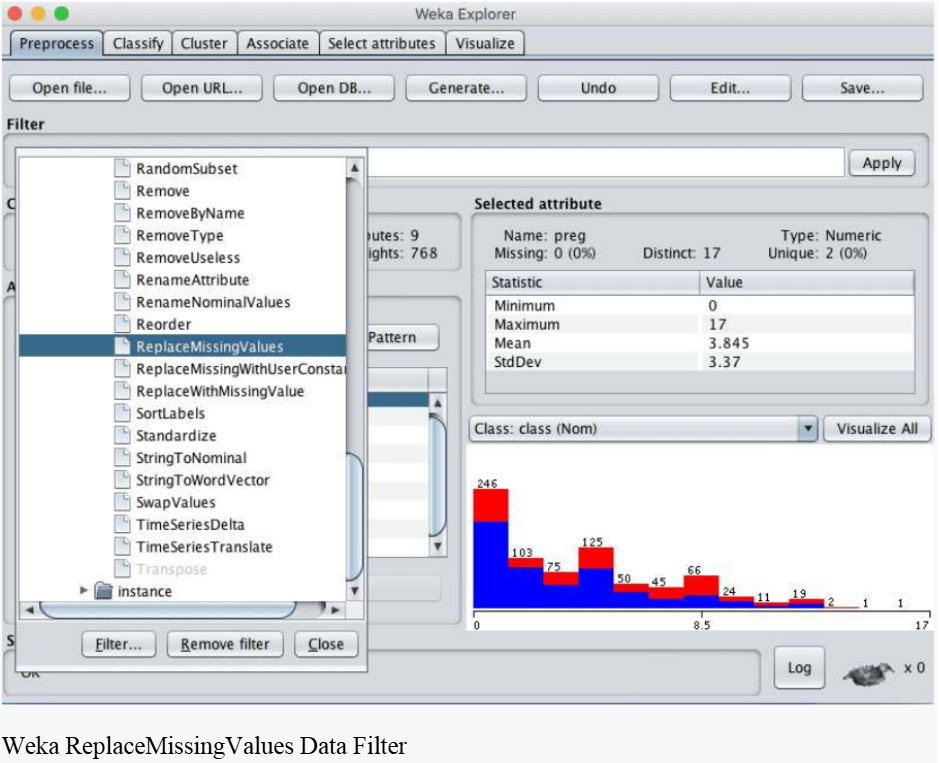 Weka Explorer
Preprocess Classify Cluster Associate Select attributes Visualize
Open file... Open URL... Open DB... Generate... Undo Edit... Save...
Filter
Apply
RandomSubset
Remove
RemoveByName
RemoveType
RemoveUseless
RenameAttribute
RenameNominalValues
Reorder
ReplaceMissingValues
ReplaceMissingWithUserConsta
ReplaceWithMissingValue
SortLabels
Standardize
StringToNominal
StringToWordVector
SwapValues
TimeSeriesDelta
TimeSeriesTranslate
Transpose
instance
Filter... Remove filter Close
utes: 9
ights: 768
Pattern
Selected attribute
Name: preg Type: Numeric
Missing: 0 (0%) Distinct: 17 Unique: 2 (0%)
Statistic Value
Minimum 0
Maximum 17
Mean 3.845
StdDev 3.37
Class: class (Nom) Visualize All
246
103 75 125 50 45 66 24 11 19 2 1 1
0 8.5 17
Log x 0
Weka ReplaceMissingValues Data Filter